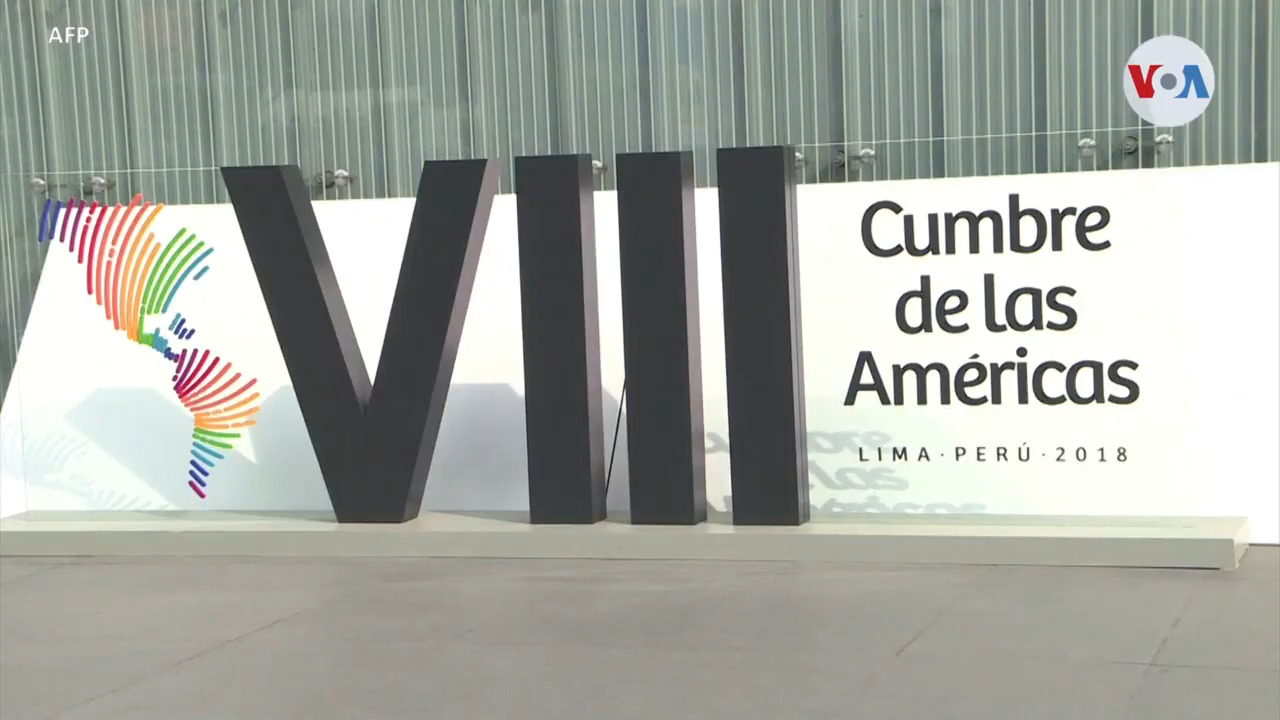 AFP
VOA
VIII
Cumbre
de las
Américas
LIMA · PERÚ · 2018